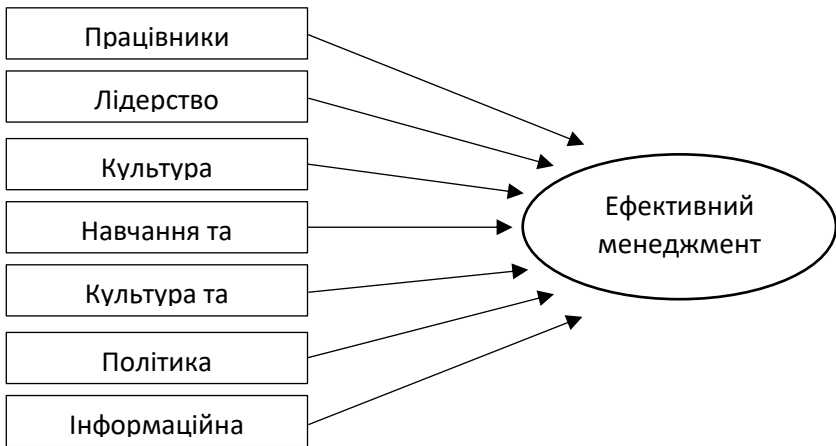 Працівники
Лідерство
Культура
Навчання та
Культура та
Політика
Інформаційна
Ефективний
менеджмент